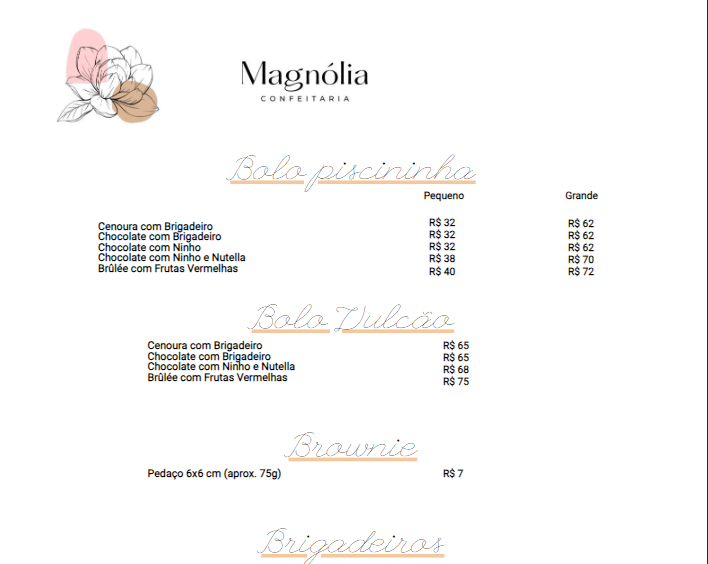 Magnólia
CONFEITARIA
Bolo piscininha
Pequeno Grande
Cenoura com Brigadeiro R$ 32 R$ 62
Chocolate com Brigadeiro R$ 32 R$ 62
Chocolate com Ninho R$ 32 R$ 62
Chocolate com Ninho e Nutella R$ 38 R$ 70
Brûlée com Frutas Vermelhas R$ 40 R$ 72
Bolo Vulcão
Cenoura com Brigadeiro R$ 65
Chocolate com Brigadeiro R$ 65
Chocolate com Ninho e Nutella R$ 68
Brûlée com Frutas Vermelhas R$ 75
Brownie
Pedaço 6x6 cm (aprox. 75g) R$ 7
Brigadeiros